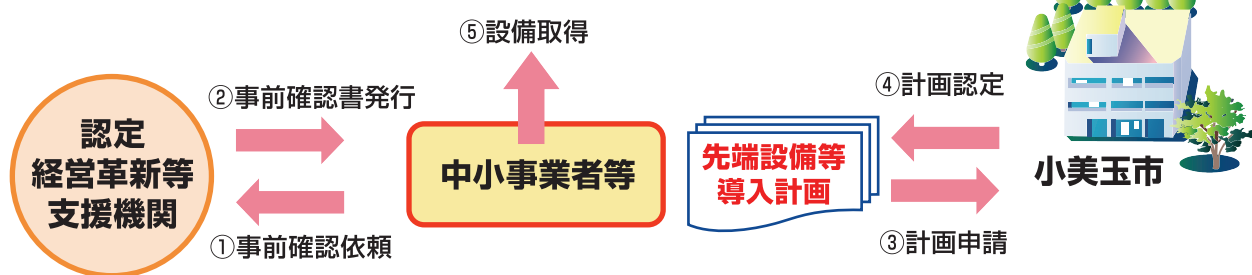 ⑤設備取得
②事前確認書発行
④計画認定
認定
経営革新等
支援機関
中小事業者等
先端設備等
導入計画
小美玉市
①事前確認依頼
③計画申請